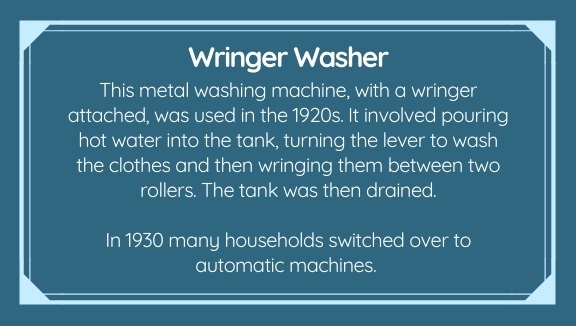 Wringer Washer
This metal washing machine, with a wringer
attached, was used in the 1920s. It involved pouring
hot water into the tank, turning the lever to wash
the clothes and then wringing them between two
rollers. The tank was then drained.
In 1930 many households switched over to
automatic machines.